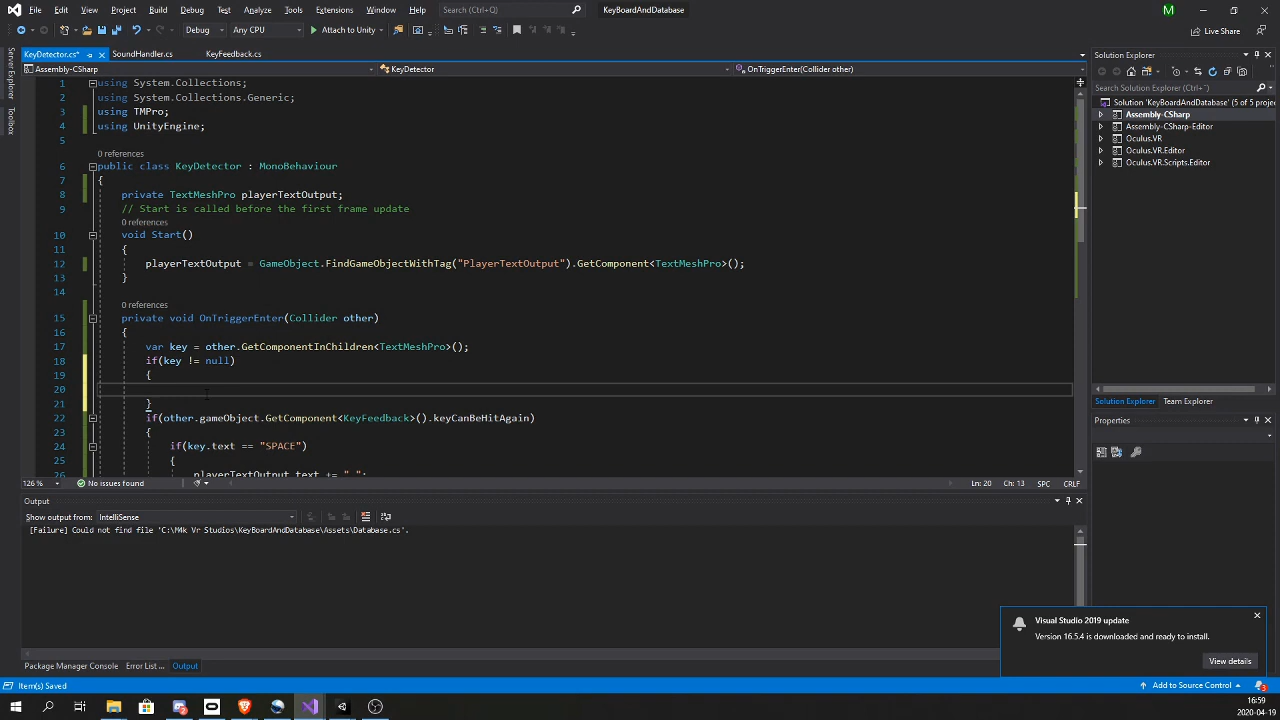 File Edit View Project Build Debug Test Analyze Tools Extensions Window Help Search (Ctrl+Q) KeyBoardAndDatabase M
Debug Any CPU Attach to Unity Live Share
KeyDetector.cs* SoundHandler.cs KeyFeedback.cs
Assembly-CSharp KeyDetector OnTriggerEnter(Collider other)
Server Explorer
Toolbox
1 using System.Collections;
2 using System.Collections.Generic;
3 using TMPro;
4 using UnityEngine;
5
0 references
6 public class KeyDetector : MonoBehaviour
7 {
8 private TextMeshPro playerTextOutput;
9 // Start is called before the first frame update
0 references
10 void Start()
11 {
12 playerTextOutput = GameObject.FindGameObjectWithTag("PlayerTextOutput").GetComponent<TextMeshPro>();
13 }
14
0 references
15 private void OnTriggerEnter(Collider other)
16 {
17 var key = other.GetComponentInChildren<TextMeshPro>();
18 if(key != null)
19 {
20
21 }
22 if(other.gameObject.GetComponent<KeyFeedback>().keyCanBeHitAgain)
23 {
24 if(key.text == "SPACE")
25 {
26 playerTextOutput.text += " ";
126 % No issues found Ln: 20 Ch: 13 SPC CRLF
Output
Show output from: IntelliSense
[Failure] Could not find file 'C:\M4k Vr Studios\KeyBoardAndDatabase\Assets\Database.cs'.
Package Manager Console Error List ... Output
Solution Explorer
Search Solution Explorer (Ctrl+')
Solution 'KeyBoardAndDatabase' (5 of 5 proje
Assembly-CSharp
Assembly-CSharp-Editor
Oculus.VR
Oculus.VR.Editor
Oculus.VR.Scripts.Editor
Solution Explorer Team Explorer
Properties
Visual Studio 2019 update
Version 16.5.4 is downloaded and ready to install.
View details
Item(s) Saved Add to Source Control
16:59
2020-04-19